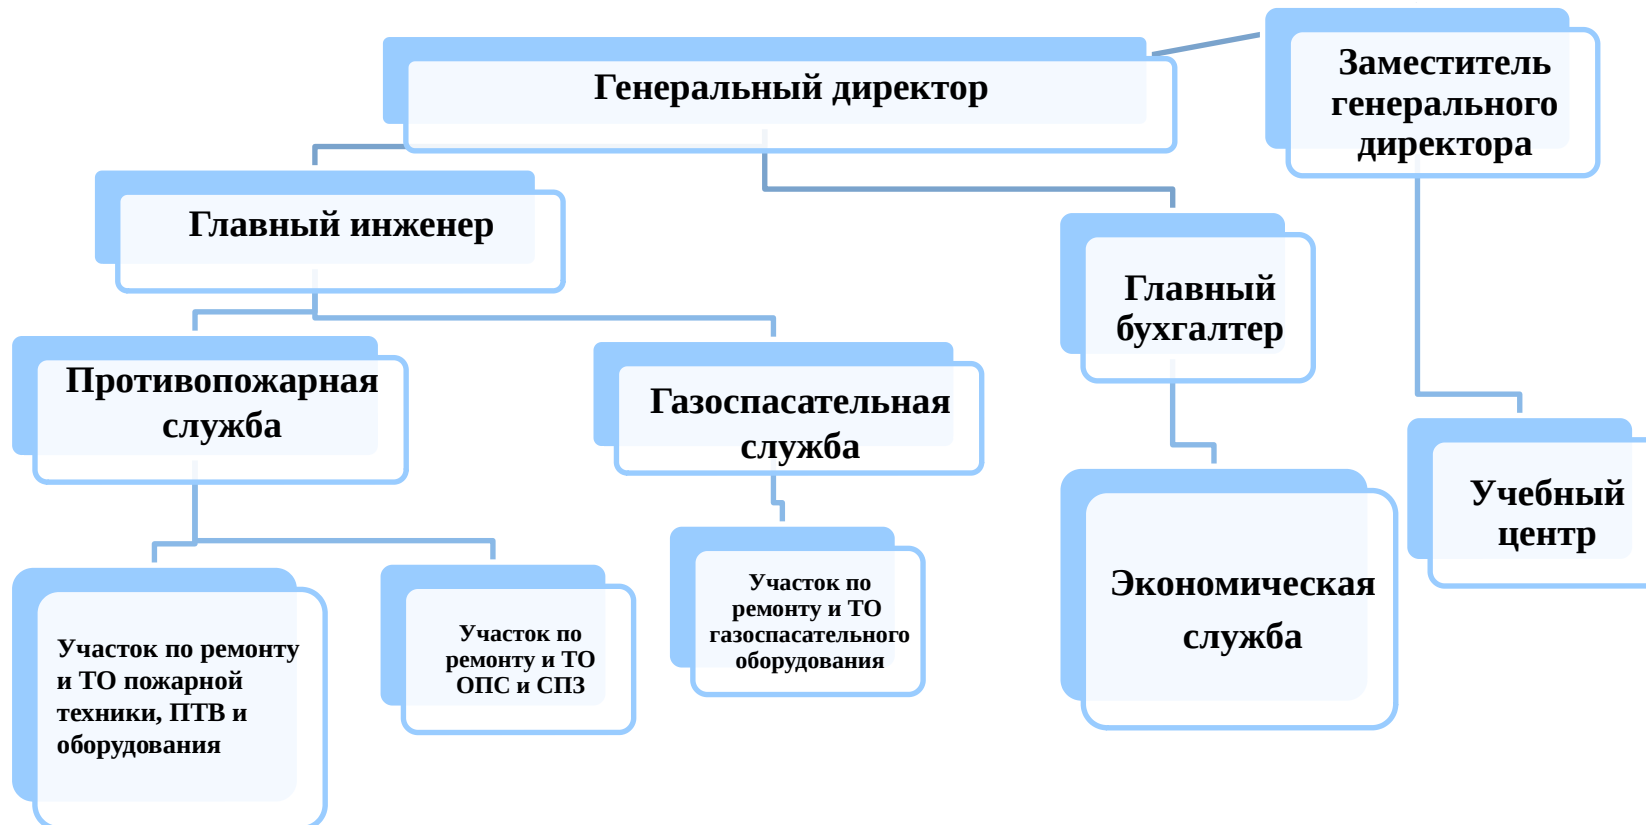 Генеральный директор
Заместитель
генерального
директора
Главный инженер
Главный
бухгалтер
Противопожарная
служба
Газоспасательная
служба
Учебный
центр
Экономическая
служба
Участок по ремонту
и ТО пожарной
техники, ПТВ и
оборудования
Участок по
ремонту и ТО
ОПС и СПЗ
Участок по
ремонту и ТО
газоспасательного
оборудования